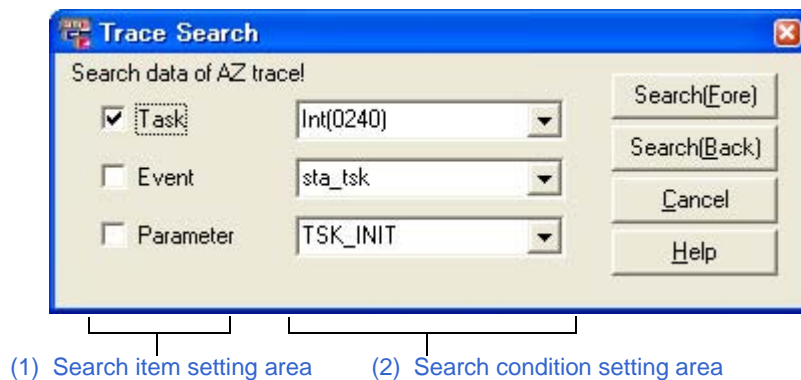 Trace Search
Search data of AZ trace!
Task Int(0240) Search(Fore)
Event sta_tsk Search(Back)
Parameter TSK_INIT Cancel
Help
(1) Search item setting area (2) Search condition setting area